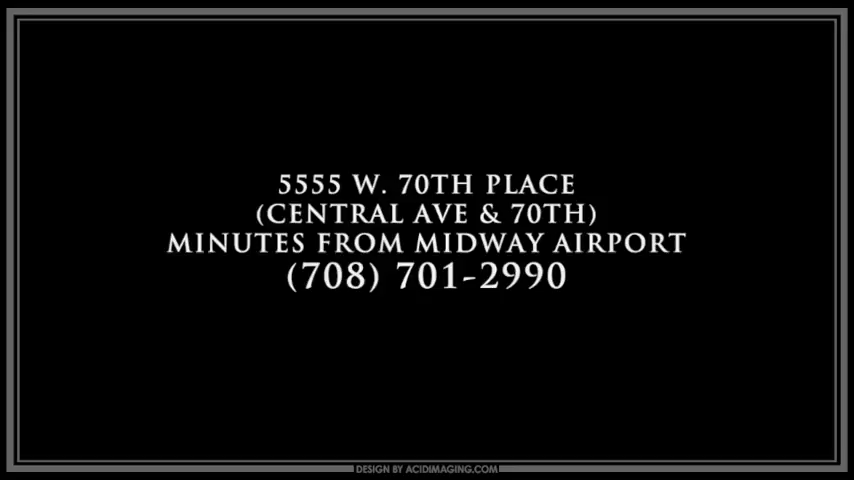 5555 W. 70TH PLACE
(CENTRAL AVE & 70TH)
MINUTES FROM MIDWAY AIRPORT
(708) 701-2990
DESIGN BY ACIDIMAGING.COM